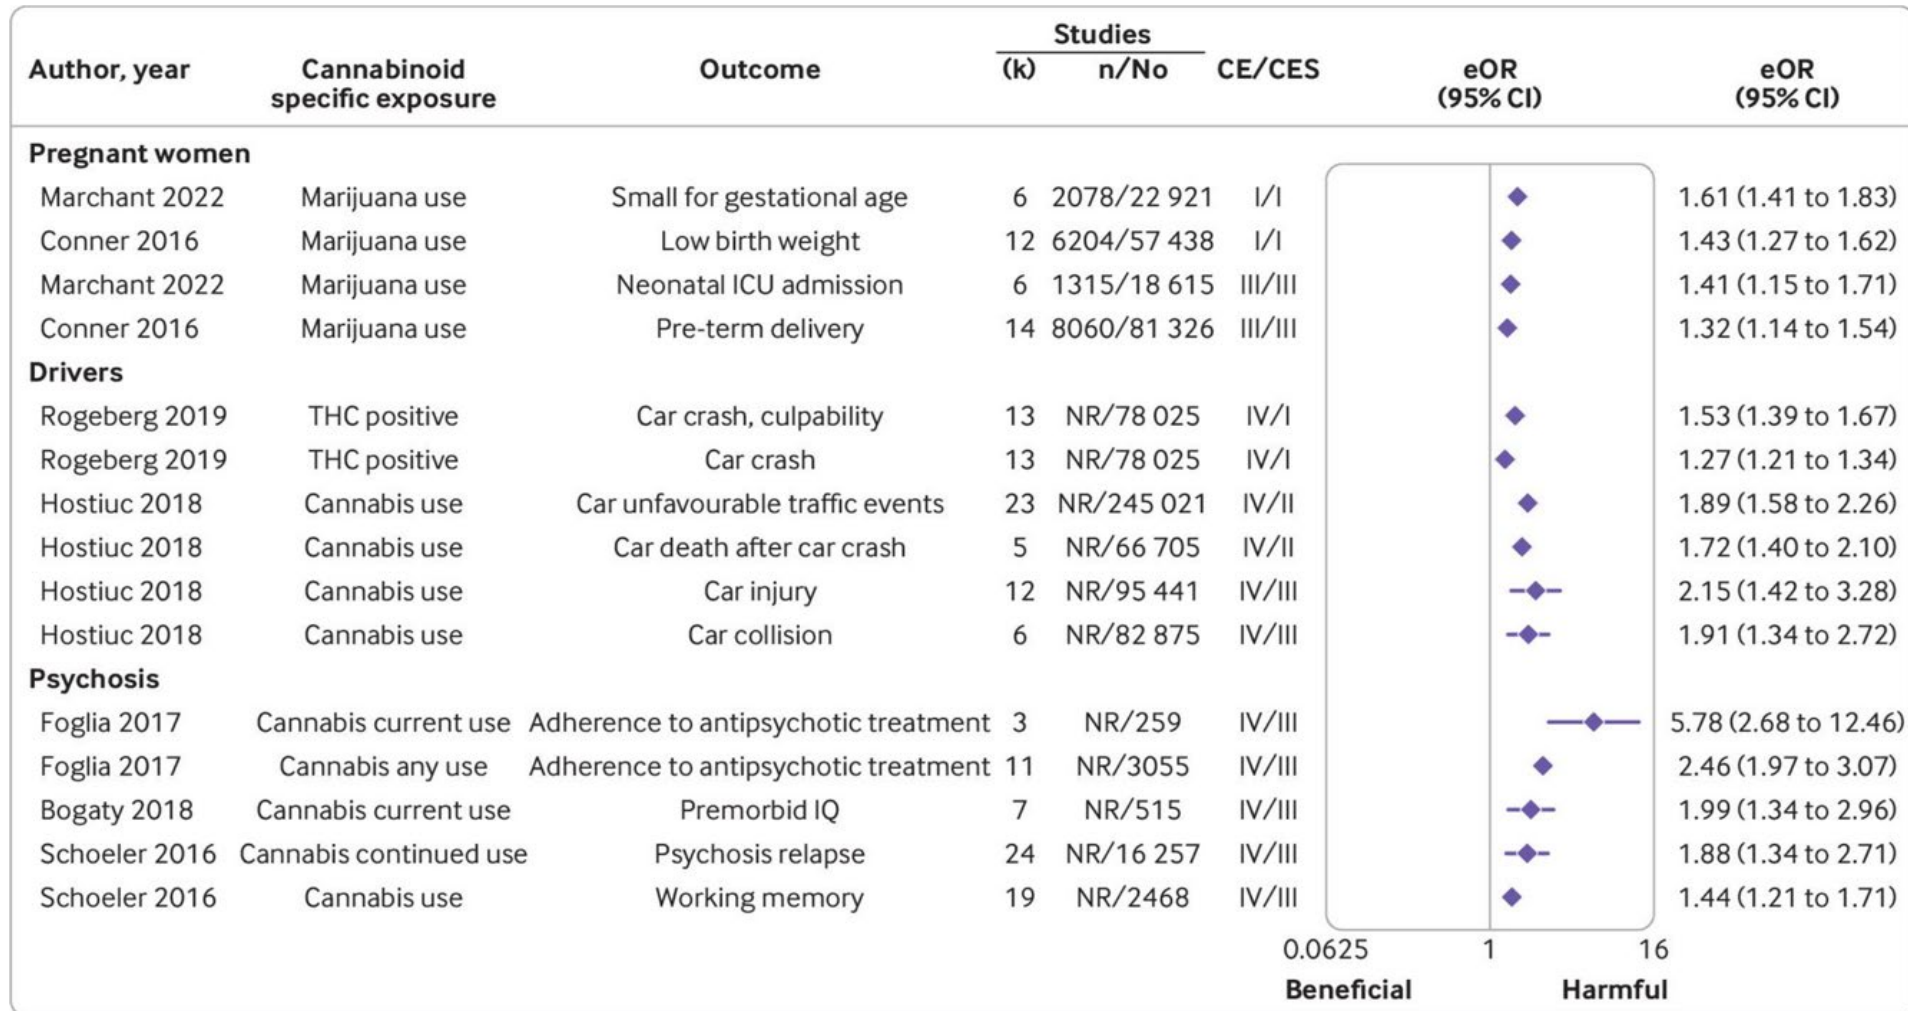 Studies
Author, year Cannabinoid specific exposure Outcome (k) n/No CE/CES eOR (95% CI) eOR (95% CI)
Pregnant women
Marchant 2022 Marijuana use Small for gestational age 6 2078/22 921 I/I 1.61 (1.41 to 1.83)
Conner 2016 Marijuana use Low birth weight 12 6204/57 438 I/I 1.43 (1.27 to 1.62)
Marchant 2022 Marijuana use Neonatal ICU admission 6 1315/18 615 III/III 1.41 (1.15 to 1.71)
Conner 2016 Marijuana use Pre-term delivery 14 8060/81 326 III/III 1.32 (1.14 to 1.54)
Drivers
Rogeberg 2019 THC positive Car crash, culpability 13 NR/78 025 IV/I 1.53 (1.39 to 1.67)
Rogeberg 2019 THC positive Car crash 13 NR/78 025 IV/I 1.27 (1.21 to 1.34)
Hostiuc 2018 Cannabis use Car unfavourable traffic events 23 NR/245 021 IV/II 1.89 (1.58 to 2.26)
Hostiuc 2018 Cannabis use Car death after car crash 5 NR/66 705 IV/II 1.72 (1.40 to 2.10)
Hostiuc 2018 Cannabis use Car injury 12 NR/95 441 IV/III 2.15 (1.42 to 3.28)
Hostiuc 2018 Cannabis use Car collision 6 NR/82 875 IV/III 1.91 (1.34 to 2.72)
Psychosis
Foglia 2017 Cannabis current use Adherence to antipsychotic treatment 3 NR/259 IV/III 5.78 (2.68 to 12.46)
Foglia 2017 Cannabis any use Adherence to antipsychotic treatment 11 NR/3055 IV/III 2.46 (1.97 to 3.07)
Bogaty 2018 Cannabis current use Premorbid IQ 7 NR/515 IV/III 1.99 (1.34 to 2.96)
Schoeler 2016 Cannabis continued use Psychosis relapse 24 NR/16 257 IV/III 1.88 (1.34 to 2.71)
Schoeler 2016 Cannabis use Working memory 19 NR/2468 IV/III 1.44 (1.21 to 1.71)
0.0625 1 16
Beneficial Harmful